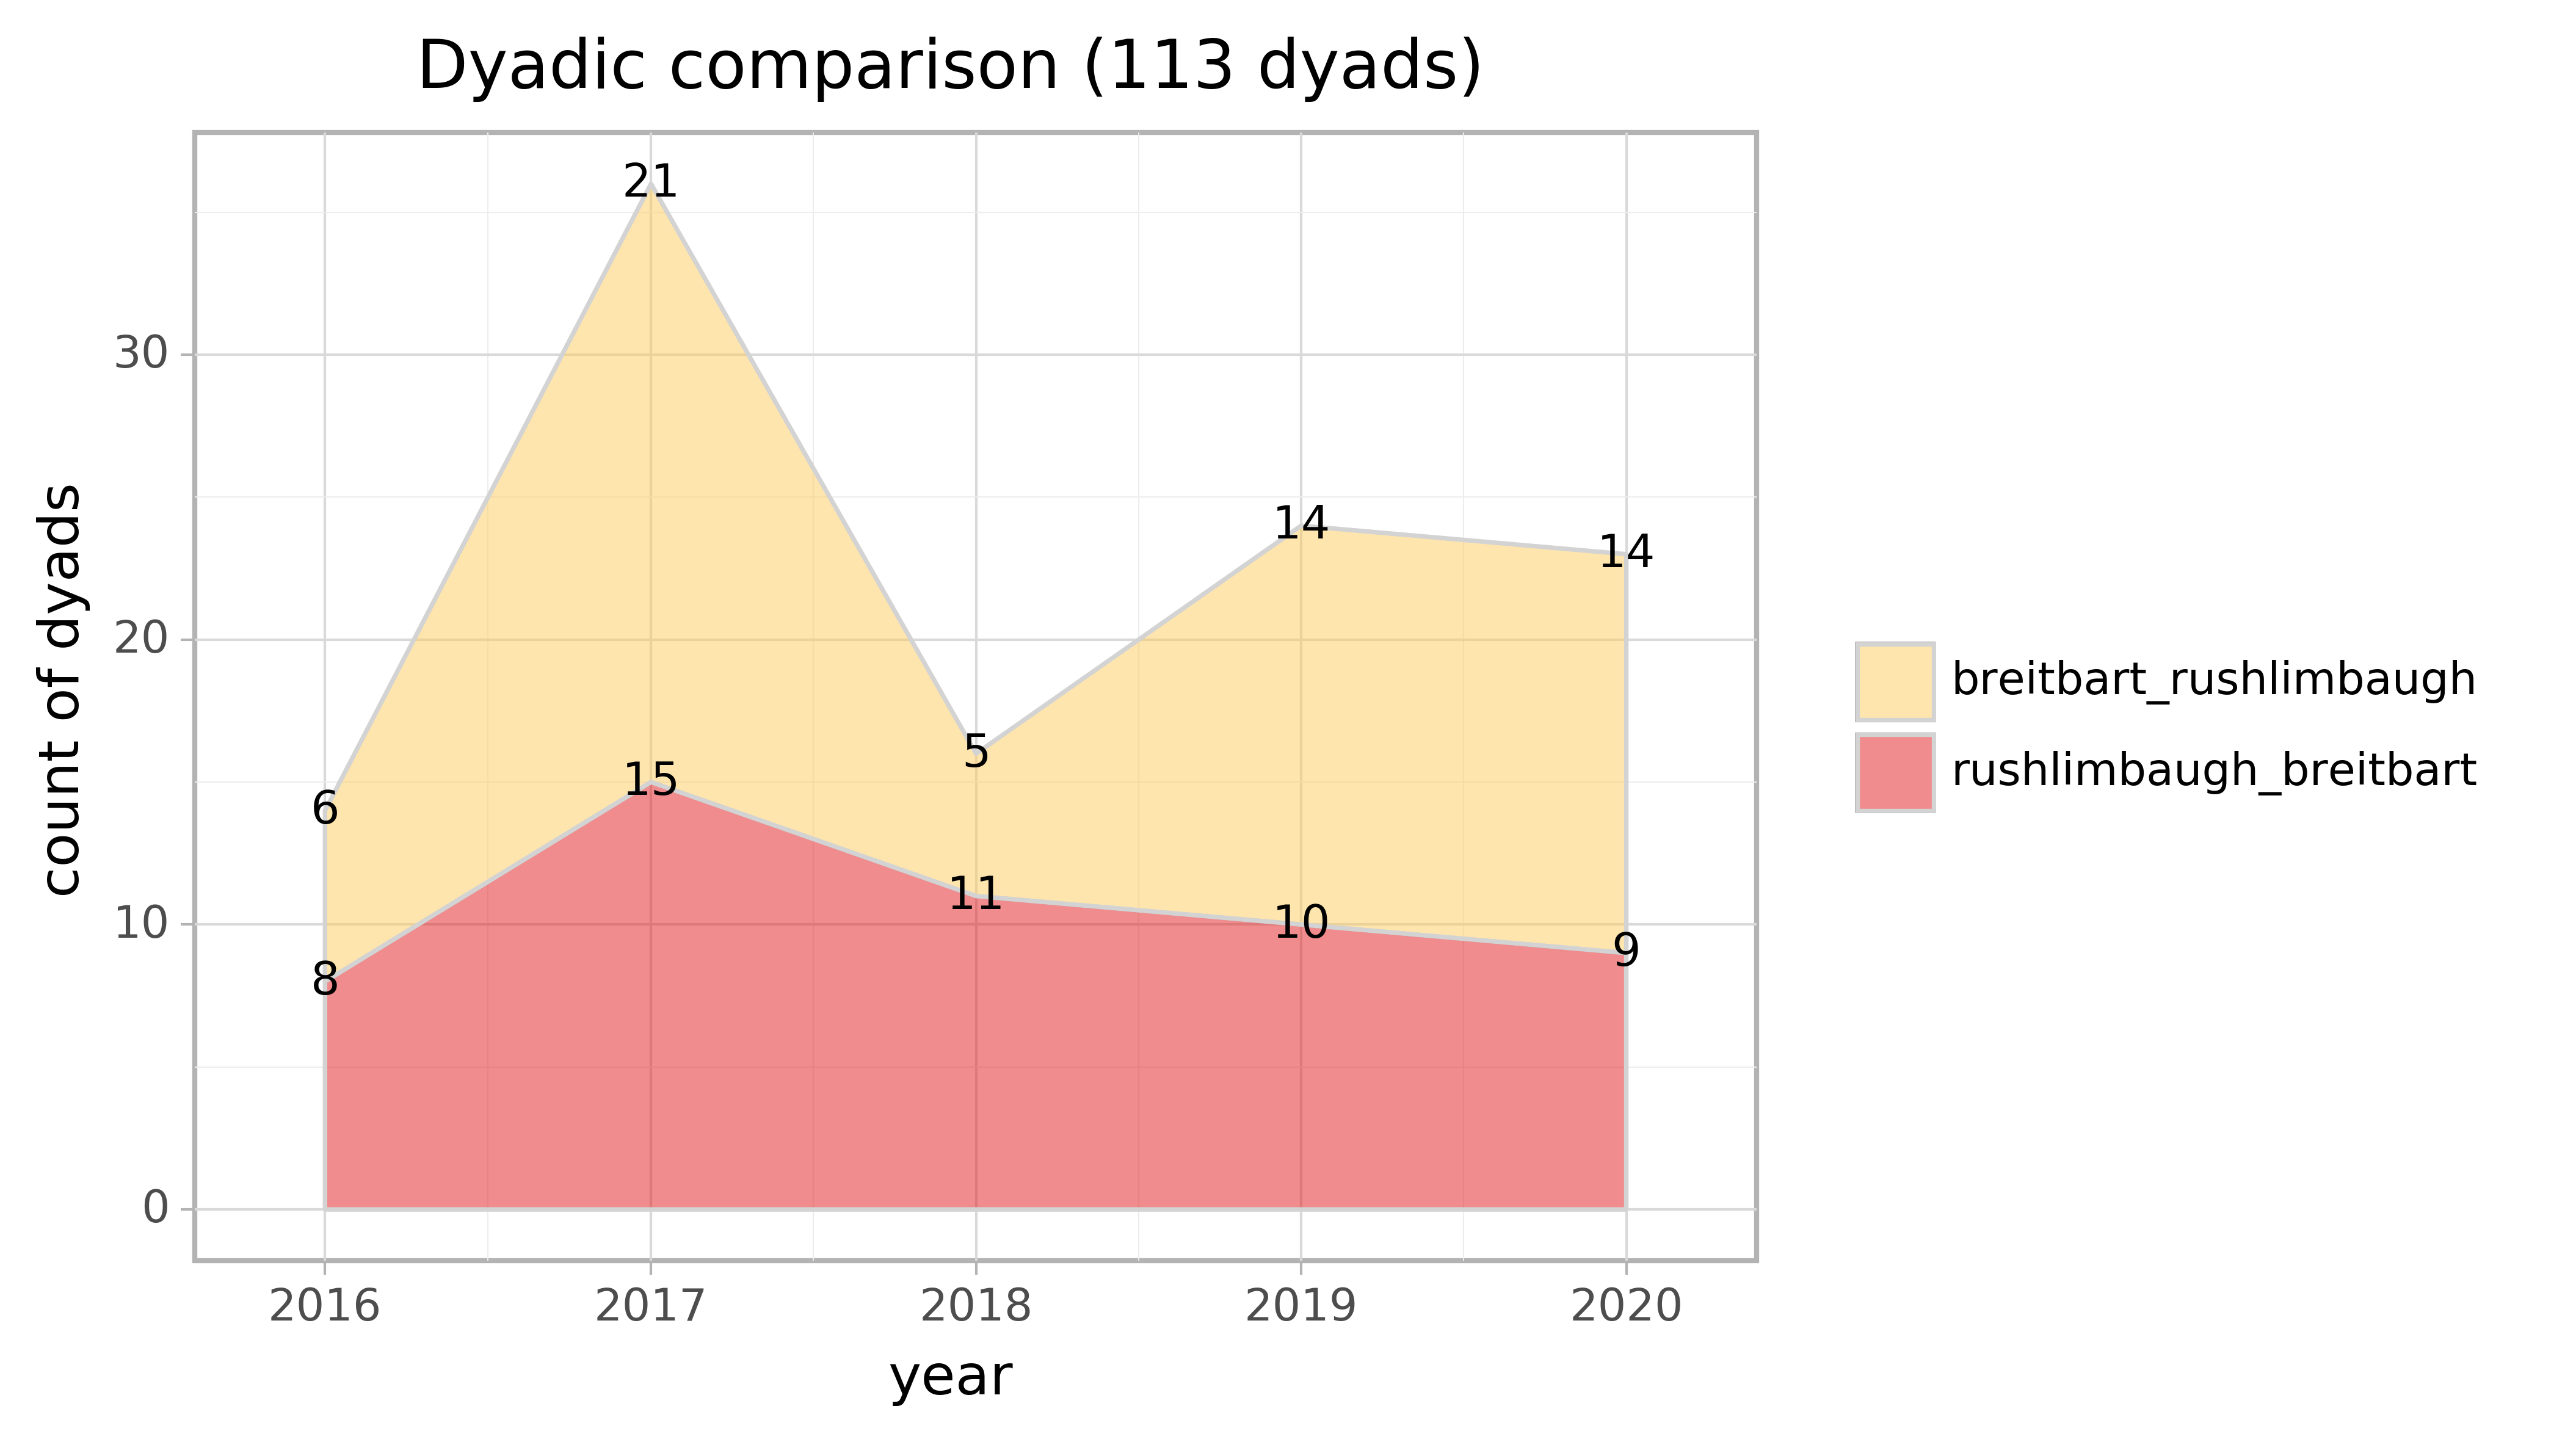 Dyadic comparison (113 dyads)
count of dyads
30
20
10
0
21
14
14
6
15
5
11
10
9
8
2016 2017 2018 2019 2020
year
breitbart_rushlimbaugh
rushlimbaugh_breitbart